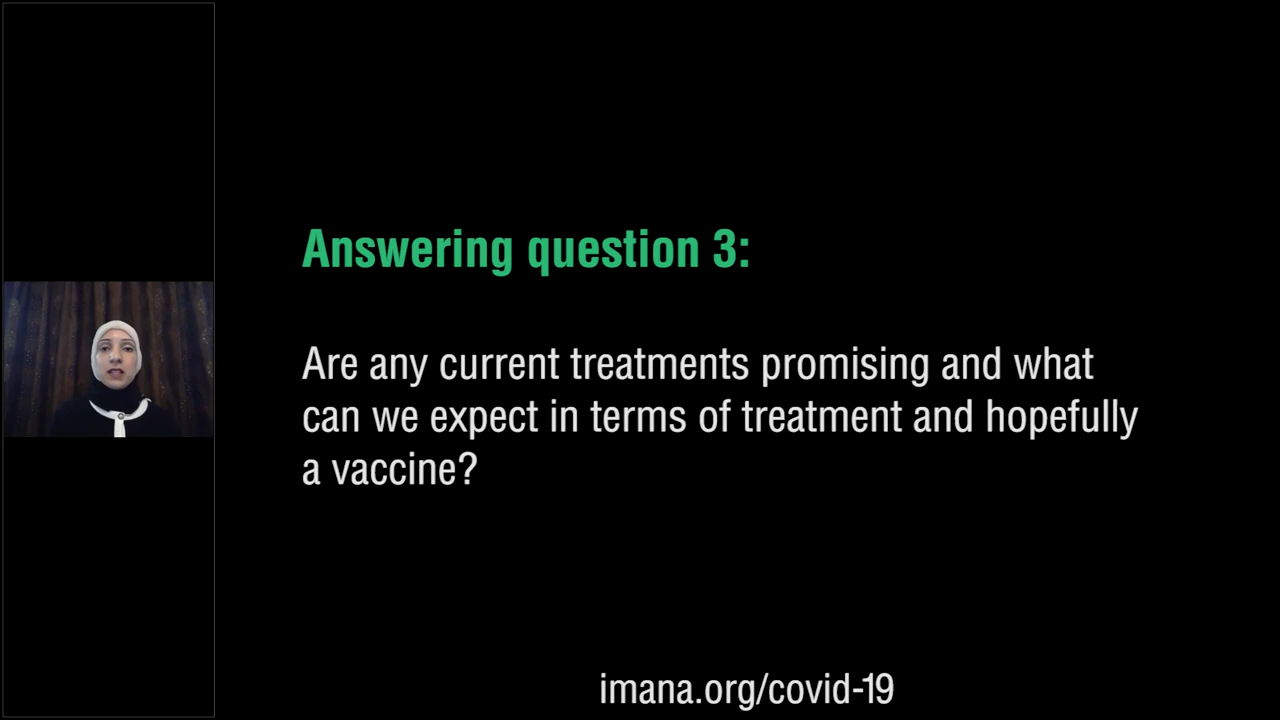 Answering question 3:
Are any current treatments promising and what
can we expect in terms of treatment and hopefully
a vaccine?
imana.org/covid-19